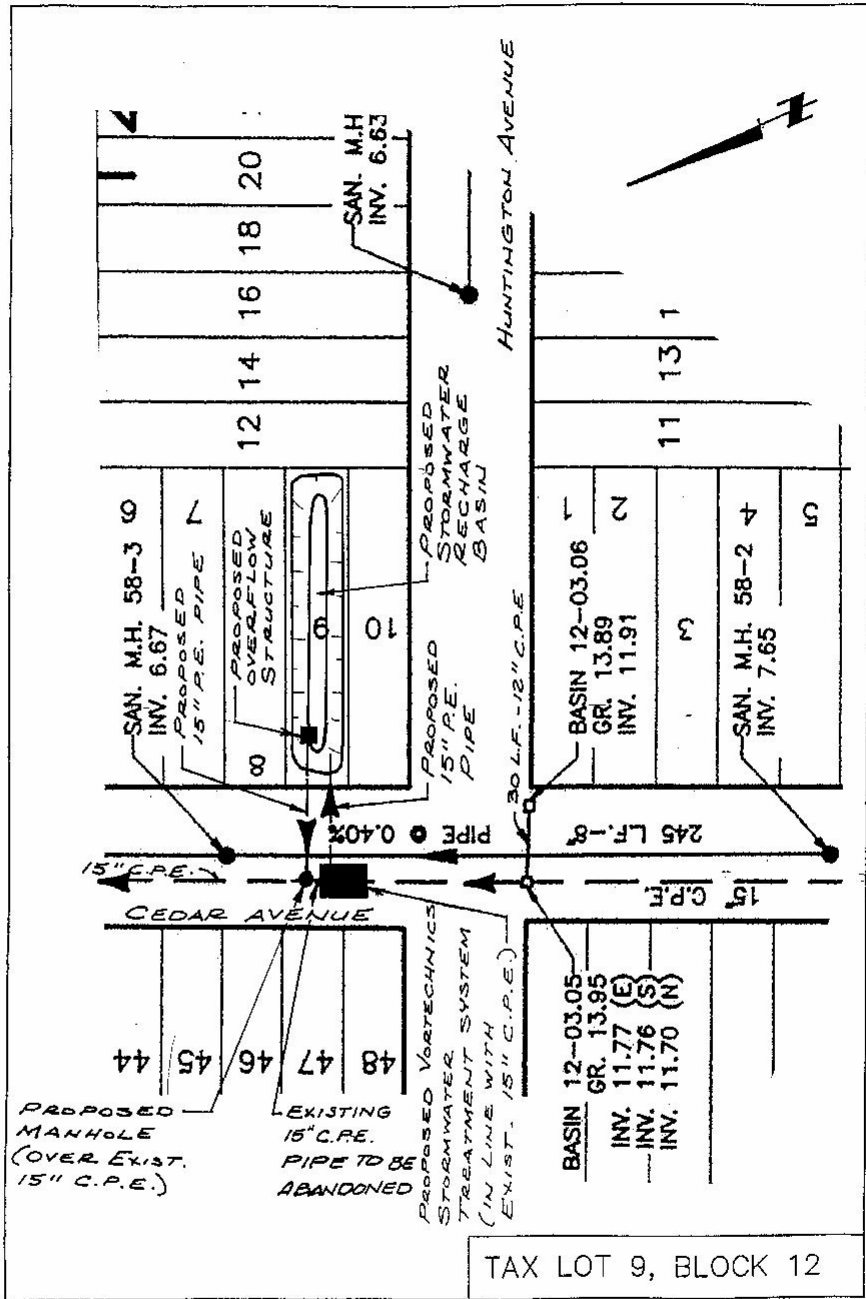 SAN. M.H
INV. 6.63
HUNTINGTON AVENUE
N
20
18
16
14
12
1
13
11
SAN. M.H. 58-3
INV. 6.67
7
PROPOSED
15" P.E. PIPE
PROPOSED
OVERFLOW
STRUCTURE
8
9
10
PROPOSED
STORMWATER
RECHARGE
BASIN
PROPOSED
15" P.E.
PIPE
30 L.F.-12" C.P.E
BASIN 12-03.06
GR. 13.89
INV. 11.91
1
2
3
4
5
SAN. M.H. 58-2
INV. 7.65
245 L.F.-8" PIPE @ 0.40%
15" C.P.E.
15" C.P.E.
CEDAR AVENUE
44
45
46
47
48
PROPOSED
MANHOLE
(OVER EXIST.
15" C.P.E.)
EXISTING
15" C.P.E.
PIPE TO BE
ABANDONED
PROPOSED VORTECHNICS
STORMWATER
TREATMENT SYSTEM
(IN LINE WITH
EXIST. 15" C.P.E.)
BASIN 12-03.05
GR. 13.95
INV. 11.77 (E)
INV. 11.76 (S)
INV. 11.70 (N)
TAX LOT 9, BLOCK 12